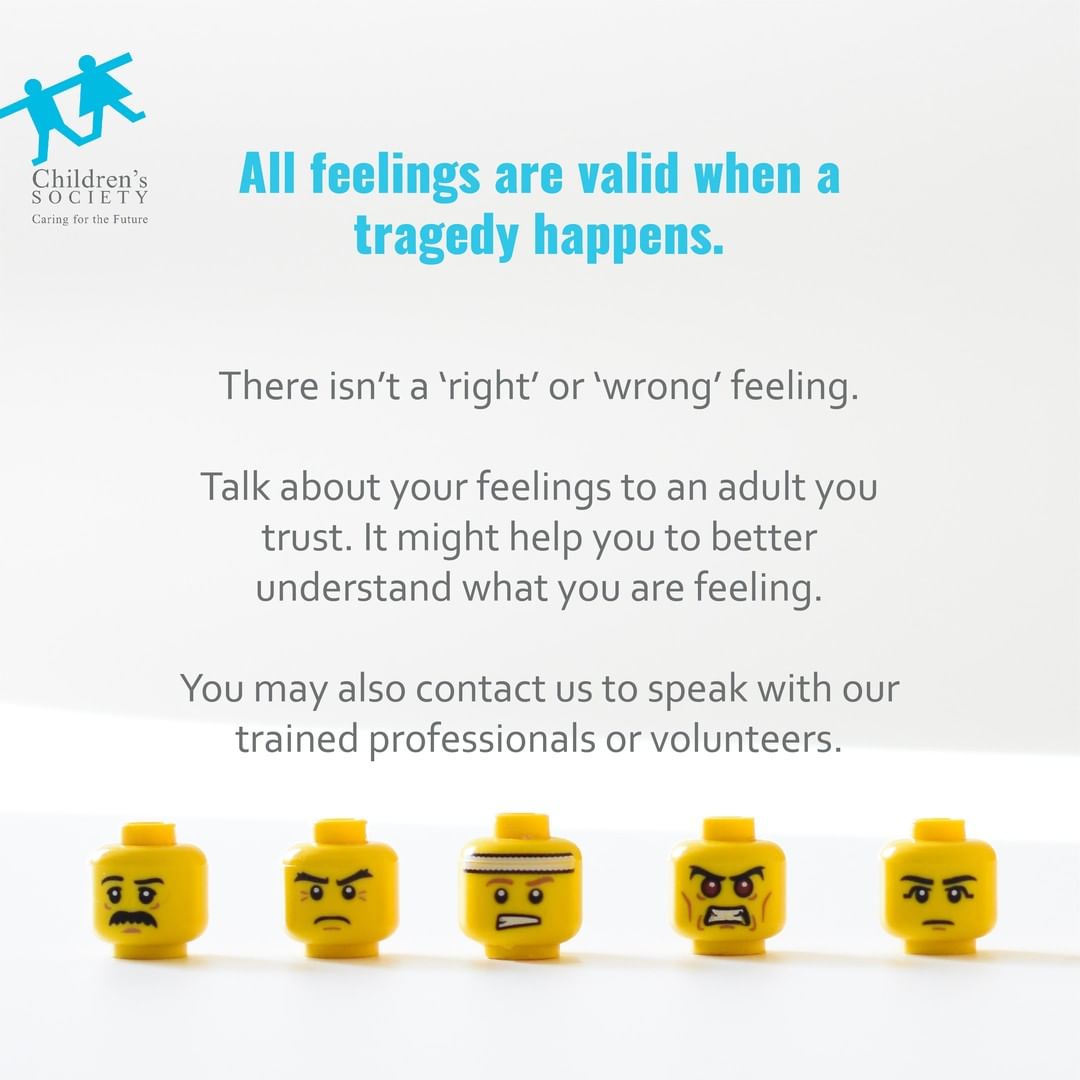 Children's
SOCIETY
Caring for the Future
All feelings are valid when a
tragedy happens.
There isn't a ‘right’ or ‘wrong’ feeling.
Talk about your feelings to an adult you
trust. It might help you to better
understand what you are feeling.
You may also contact us to speak with our
trained professionals or volunteers.